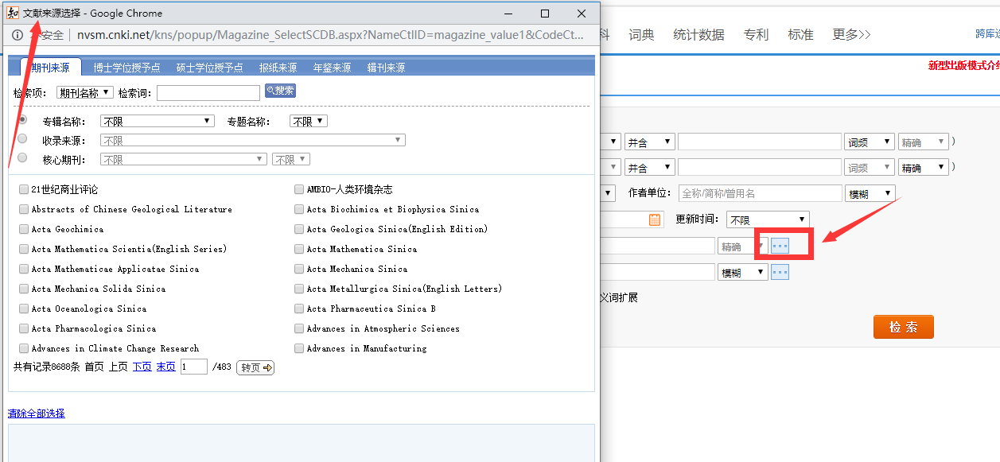 文献来源选择 - Google Chrome
不安全 nvsm.cnki.net/kns/popup/Magazine_SelectSCDB.aspx?NameCtlID=magazine_value1&CodeCt...
科 词典 统计数据 专利 标准 更多>>
跨库选
新型出版模式介绍
期刊来源 博士学位授予点 硕士学位授予点 报纸来源 年鉴来源 辑刊来源
检索项: 期刊名称 检索词: 搜索
专辑名称: 不限 专题名称: 不限
收录来源: 不限
核心期刊: 不限 不限
21世纪商业评论 AMBIO-人类环境杂志
Abstracts of Chinese Geological Literature Acta Biochimica et Biophysica Sinica
Acta Geochimica Acta Geologica Sinica(English Edition)
Acta Mathematica Scientia(English Series) Acta Mathematica Sinica
Acta Mathematicae Applicatae Sinica Acta Mechanica Sinica
Acta Mechanica Solida Sinica Acta Metallurgica Sinica(English Letters)
Acta Oceanologica Sinica Acta Pharmaceutica Sinica B
Acta Pharmacologica Sinica Advances in Atmospheric Sciences
Advances in Climate Change Research Advances in Manufacturing
共有记录8688条 首页 上页 下页 末页 1 /483 转页
清除全部选择
并含 词频 精确 )
并含 词频 精确 )
作者单位: 全称/简称/曾用名 模糊
更新时间: 不限
精确 ...
模糊 ...
义词扩展
检 索